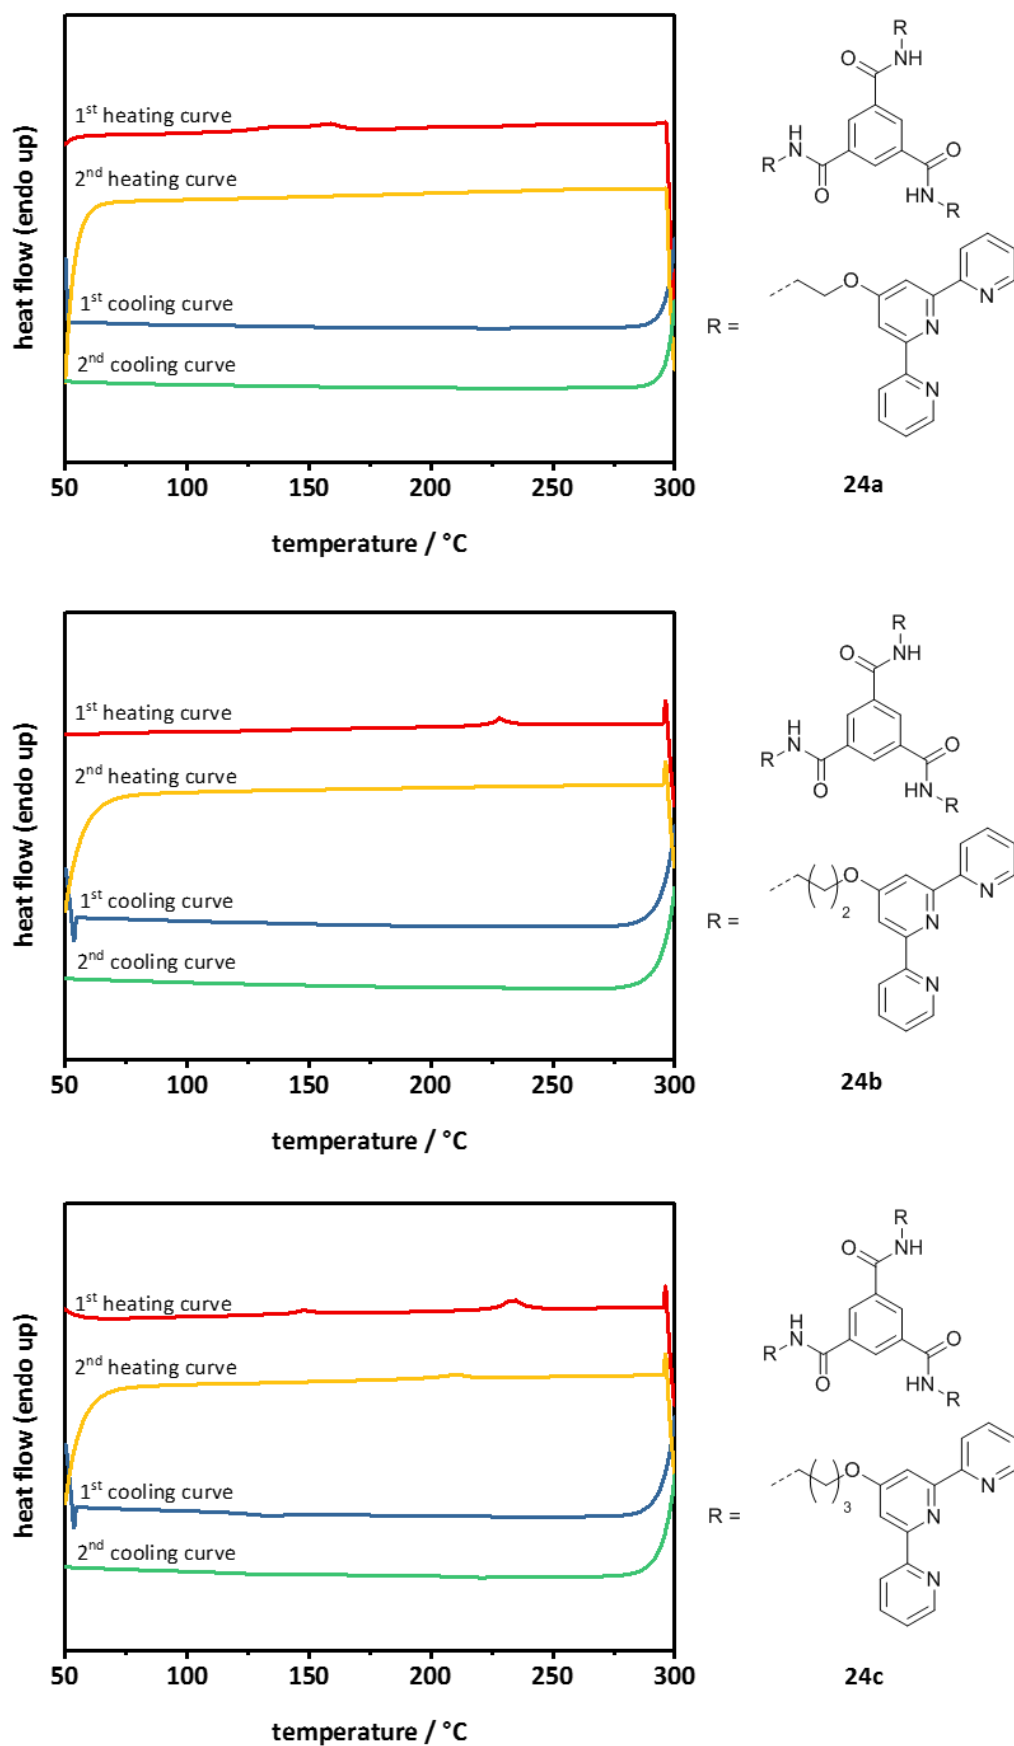 heat flow (endo up)
1st heating curve
2nd heating curve
1st cooling curve
2nd cooling curve
50 100 150 200 250 300
temperature / °C
R
O
NH
H
N
R
O
O
HN
R
R =
O
N
N
N
24a
heat flow (endo up)
1st heating curve
2nd heating curve
1st cooling curve
2nd cooling curve
50 100 150 200 250 300
temperature / °C
R
O
NH
H
N
R
O
O
HN
R
R =
( )2
O
N
N
N
24b
heat flow (endo up)
1st heating curve
2nd heating curve
1st cooling curve
2nd cooling curve
50 100 150 200 250 300
temperature / °C
R
O
NH
H
N
R
O
O
HN
R
R =
( )3
O
N
N
N
24c